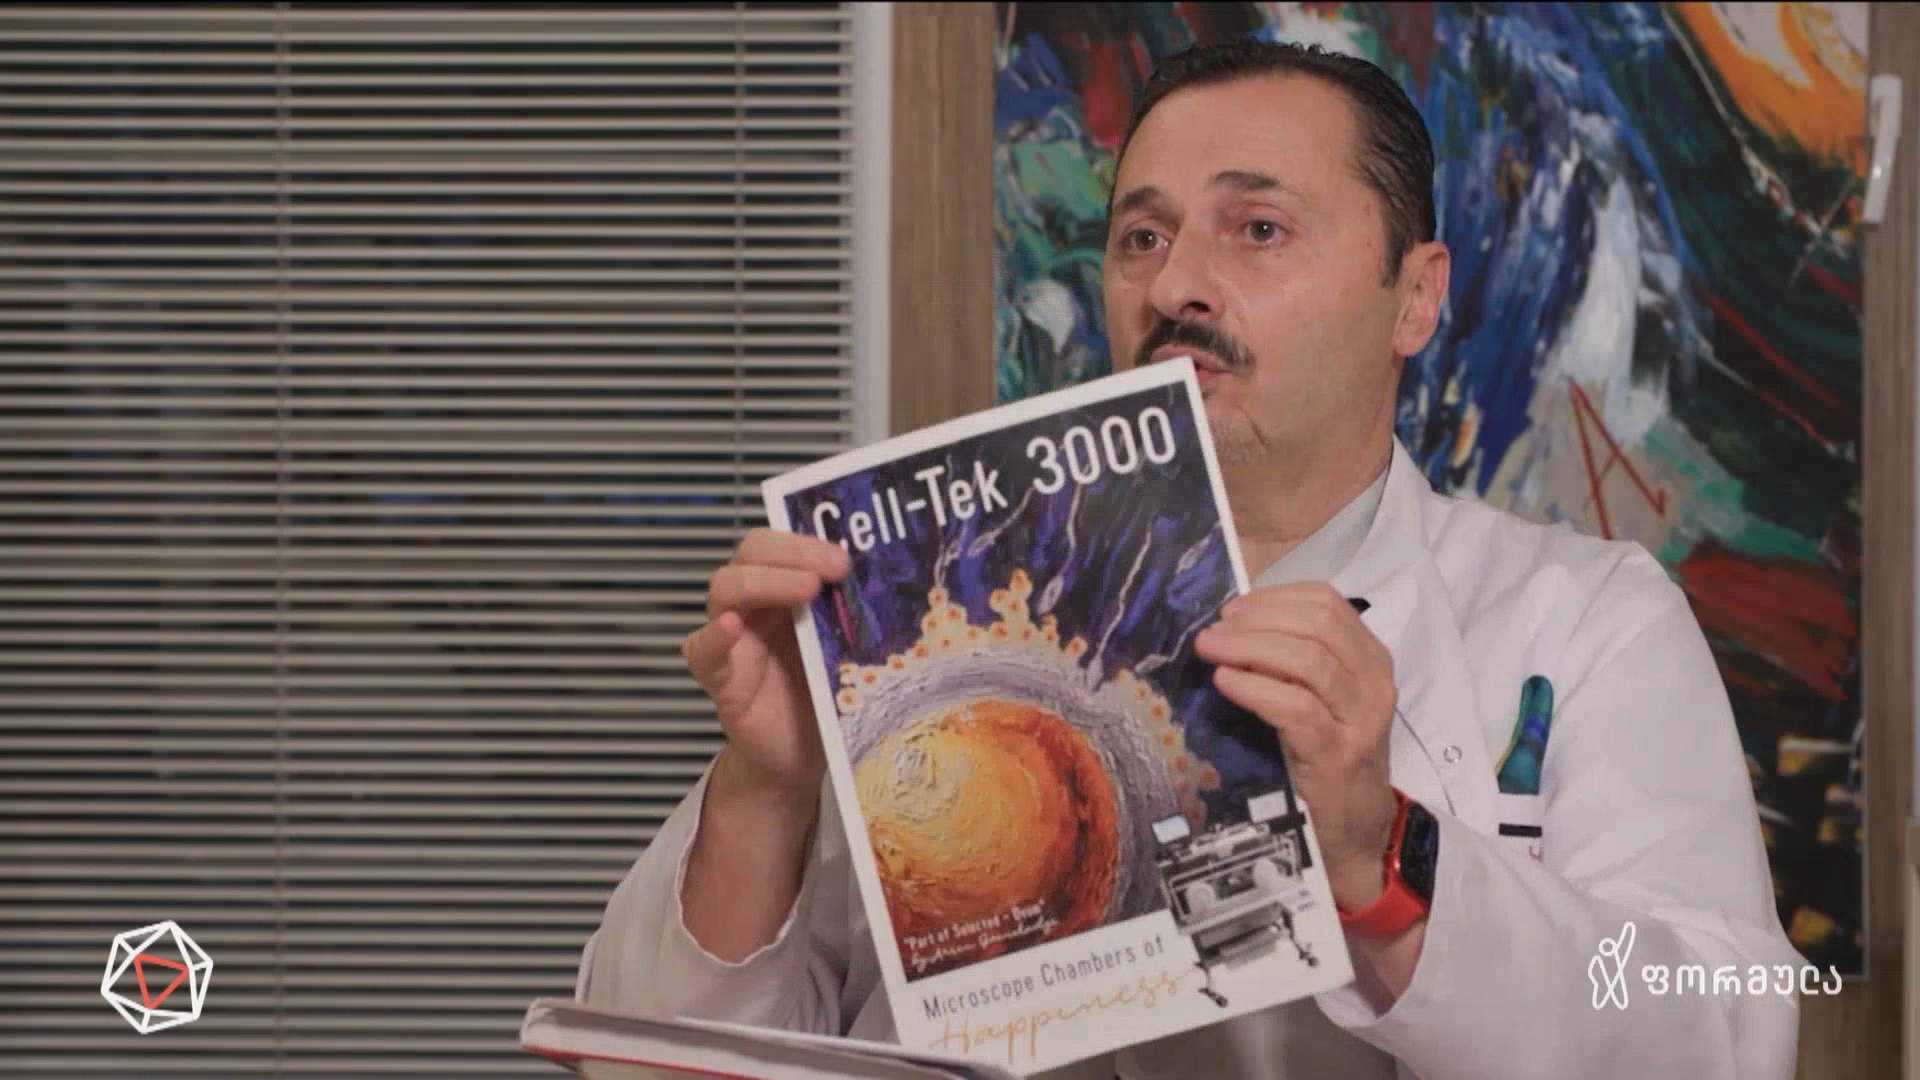 Cell-Tek 3000
"Part of Selected - Ovum"
Microscope Chambers of
Happiness
ფორმულა